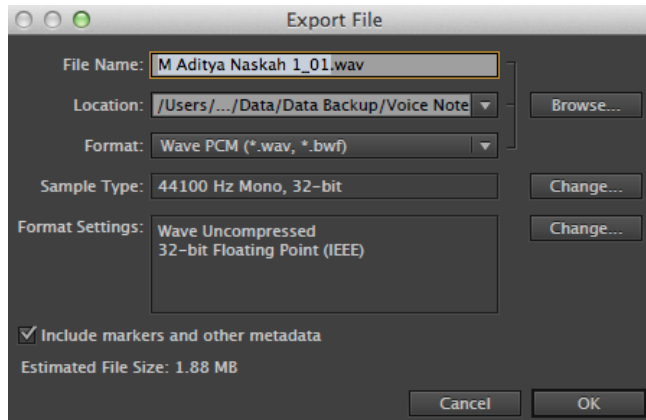 Export File
File Name: M Aditya Naskah 1_01.wav
Location: /Users/.../Data/Data Backup/Voice Note Browse...
Format: Wave PCM (*.wav, *.bwf)
Sample Type: 44100 Hz Mono, 32-bit Change...
Format Settings: Wave Uncompressed Change...
32-bit Floating Point (IEEE)
Include markers and other metadata
Estimated File Size: 1.88 MB
Cancel OK